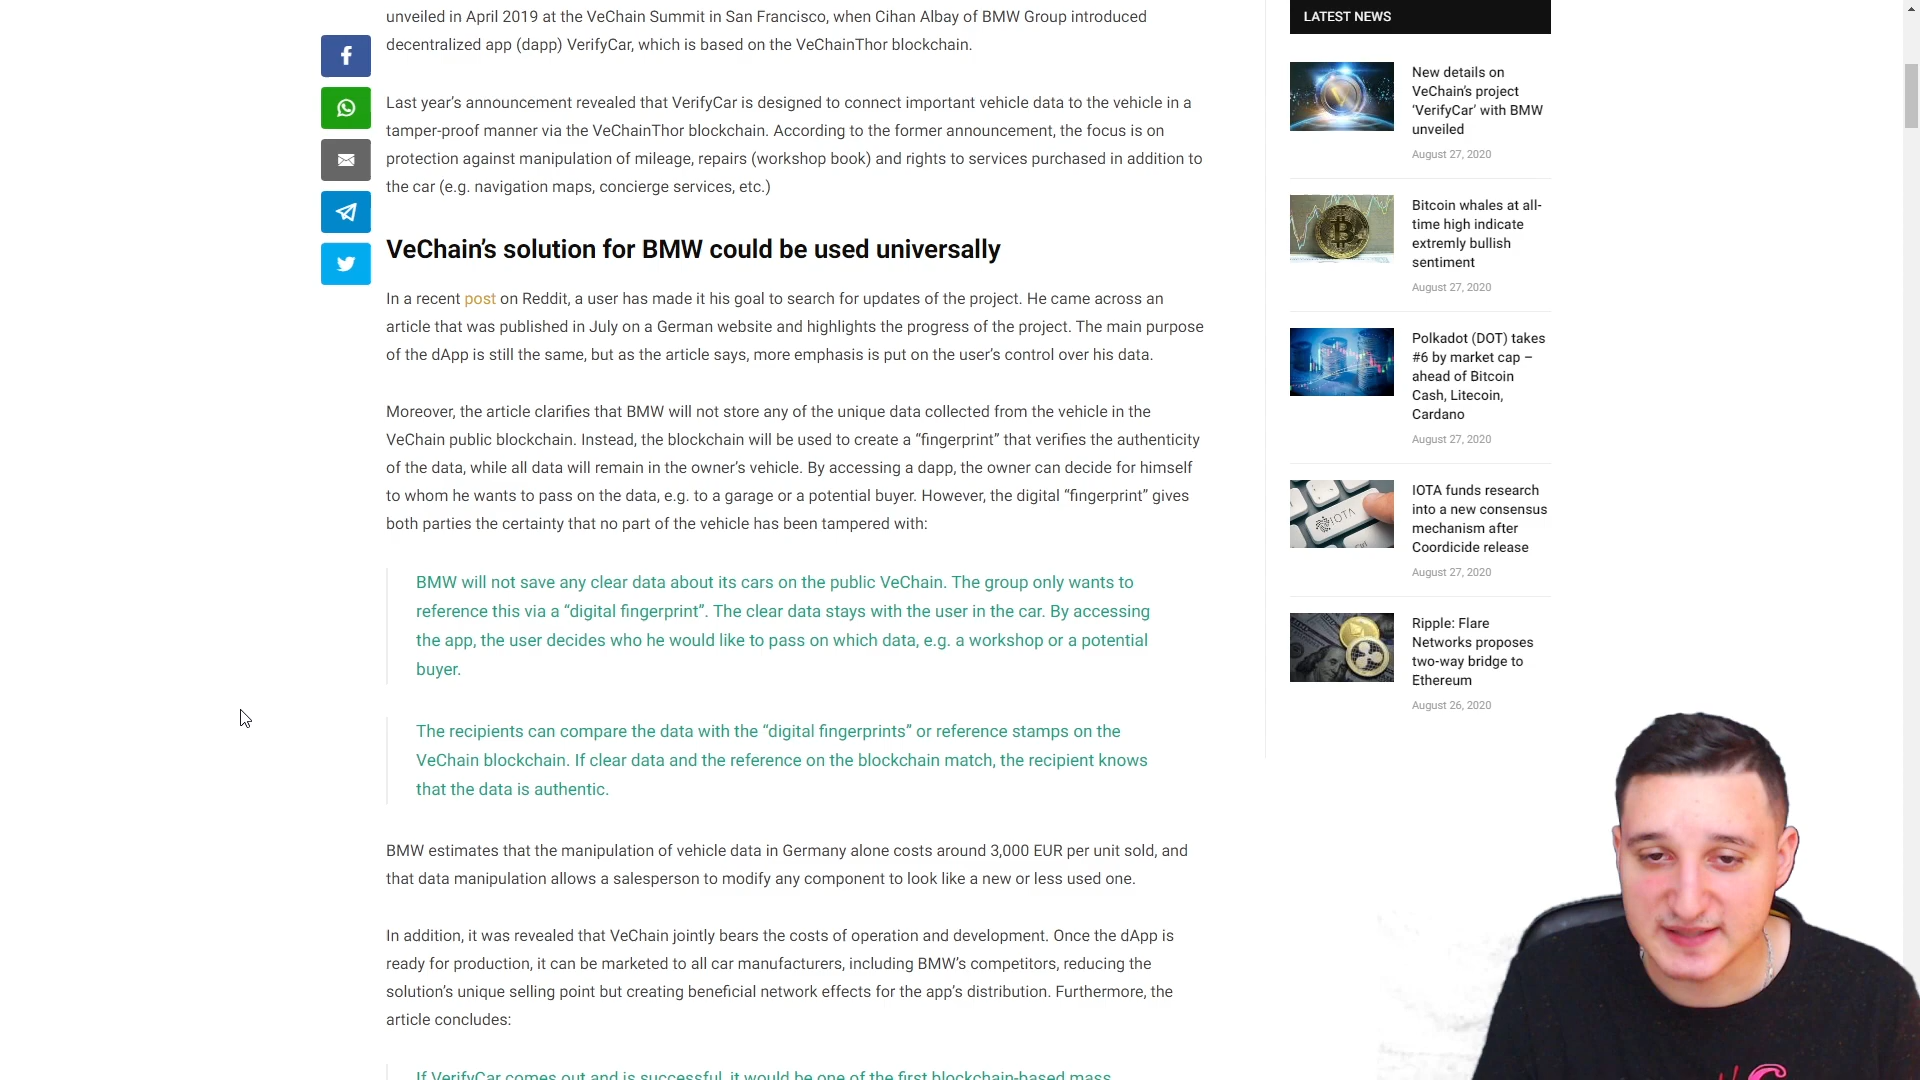 unveiled in April 2019 at the VeChain Summit in San Francisco, when Cihan Albay of BMW Group introduced
decentralized app (dapp) VerifyCar, which is based on the VeChainThor blockchain.
Last year's announcement revealed that VerifyCar is designed to connect important vehicle data to the vehicle in a
tamper-proof manner via the VeChainThor blockchain. According to the former announcement, the focus is on
protection against manipulation of mileage, repairs (workshop book) and rights to services purchased in addition to
the car (e.g. navigation maps, concierge services, etc.)
VeChain's solution for BMW could be used universally
In a recent post on Reddit, a user has made it his goal to search for updates of the project. He came across an
article that was published in July on a German website and highlights the progress of the project. The main purpose
of the dApp is still the same, but as the article says, more emphasis is put on the user's control over his data.
Moreover, the article clarifies that BMW will not store any of the unique data collected from the vehicle in the
VeChain public blockchain. Instead, the blockchain will be used to create a “fingerprint” that verifies the authenticity
of the data, while all data will remain in the owner's vehicle. By accessing a dapp, the owner can decide for himself
to whom he wants to pass on the data, e.g. to a garage or a potential buyer. However, the digital “fingerprint” gives
both parties the certainty that no part of the vehicle has been tampered with:
BMW will not save any clear data about its cars on the public VeChain. The group only wants to
reference this via a “digital fingerprint”. The clear data stays with the user in the car. By accessing
the app, the user decides who he would like to pass on which data, e.g. a workshop or a potential
buyer.
The recipients can compare the data with the “digital fingerprints” or reference stamps on the
VeChain blockchain. If clear data and the reference on the blockchain match, the recipient knows
that the data is authentic.
BMW estimates that the manipulation of vehicle data in Germany alone costs around 3,000 EUR per unit sold, and
that data manipulation allows a salesperson to modify any component to look like a new or less used one.
In addition, it was revealed that VeChain jointly bears the costs of operation and development. Once the dApp is
ready for production, it can be marketed to all car manufacturers, including BMW's competitors, reducing the
solution's unique selling point but creating beneficial network effects for the app's distribution. Furthermore, the
article concludes:
If VerifyCar comes out and is successful, it would be one of the first blockchain-based mass
LATEST NEWS
New details on
VeChain's project
‘VerifyCar’ with BMW
unveiled
August 27, 2020
Bitcoin whales at all-
time high indicate
extremly bullish
sentiment
August 27, 2020
Polkadot (DOT) takes
#6 by market cap –
ahead of Bitcoin
Cash, Litecoin,
Cardano
August 27, 2020
IOTA
IOTA funds research
into a new consensus
mechanism after
Coordicide release
August 27, 2020
Ripple: Flare
Networks proposes
two-way bridge to
Ethereum
August 26, 2020